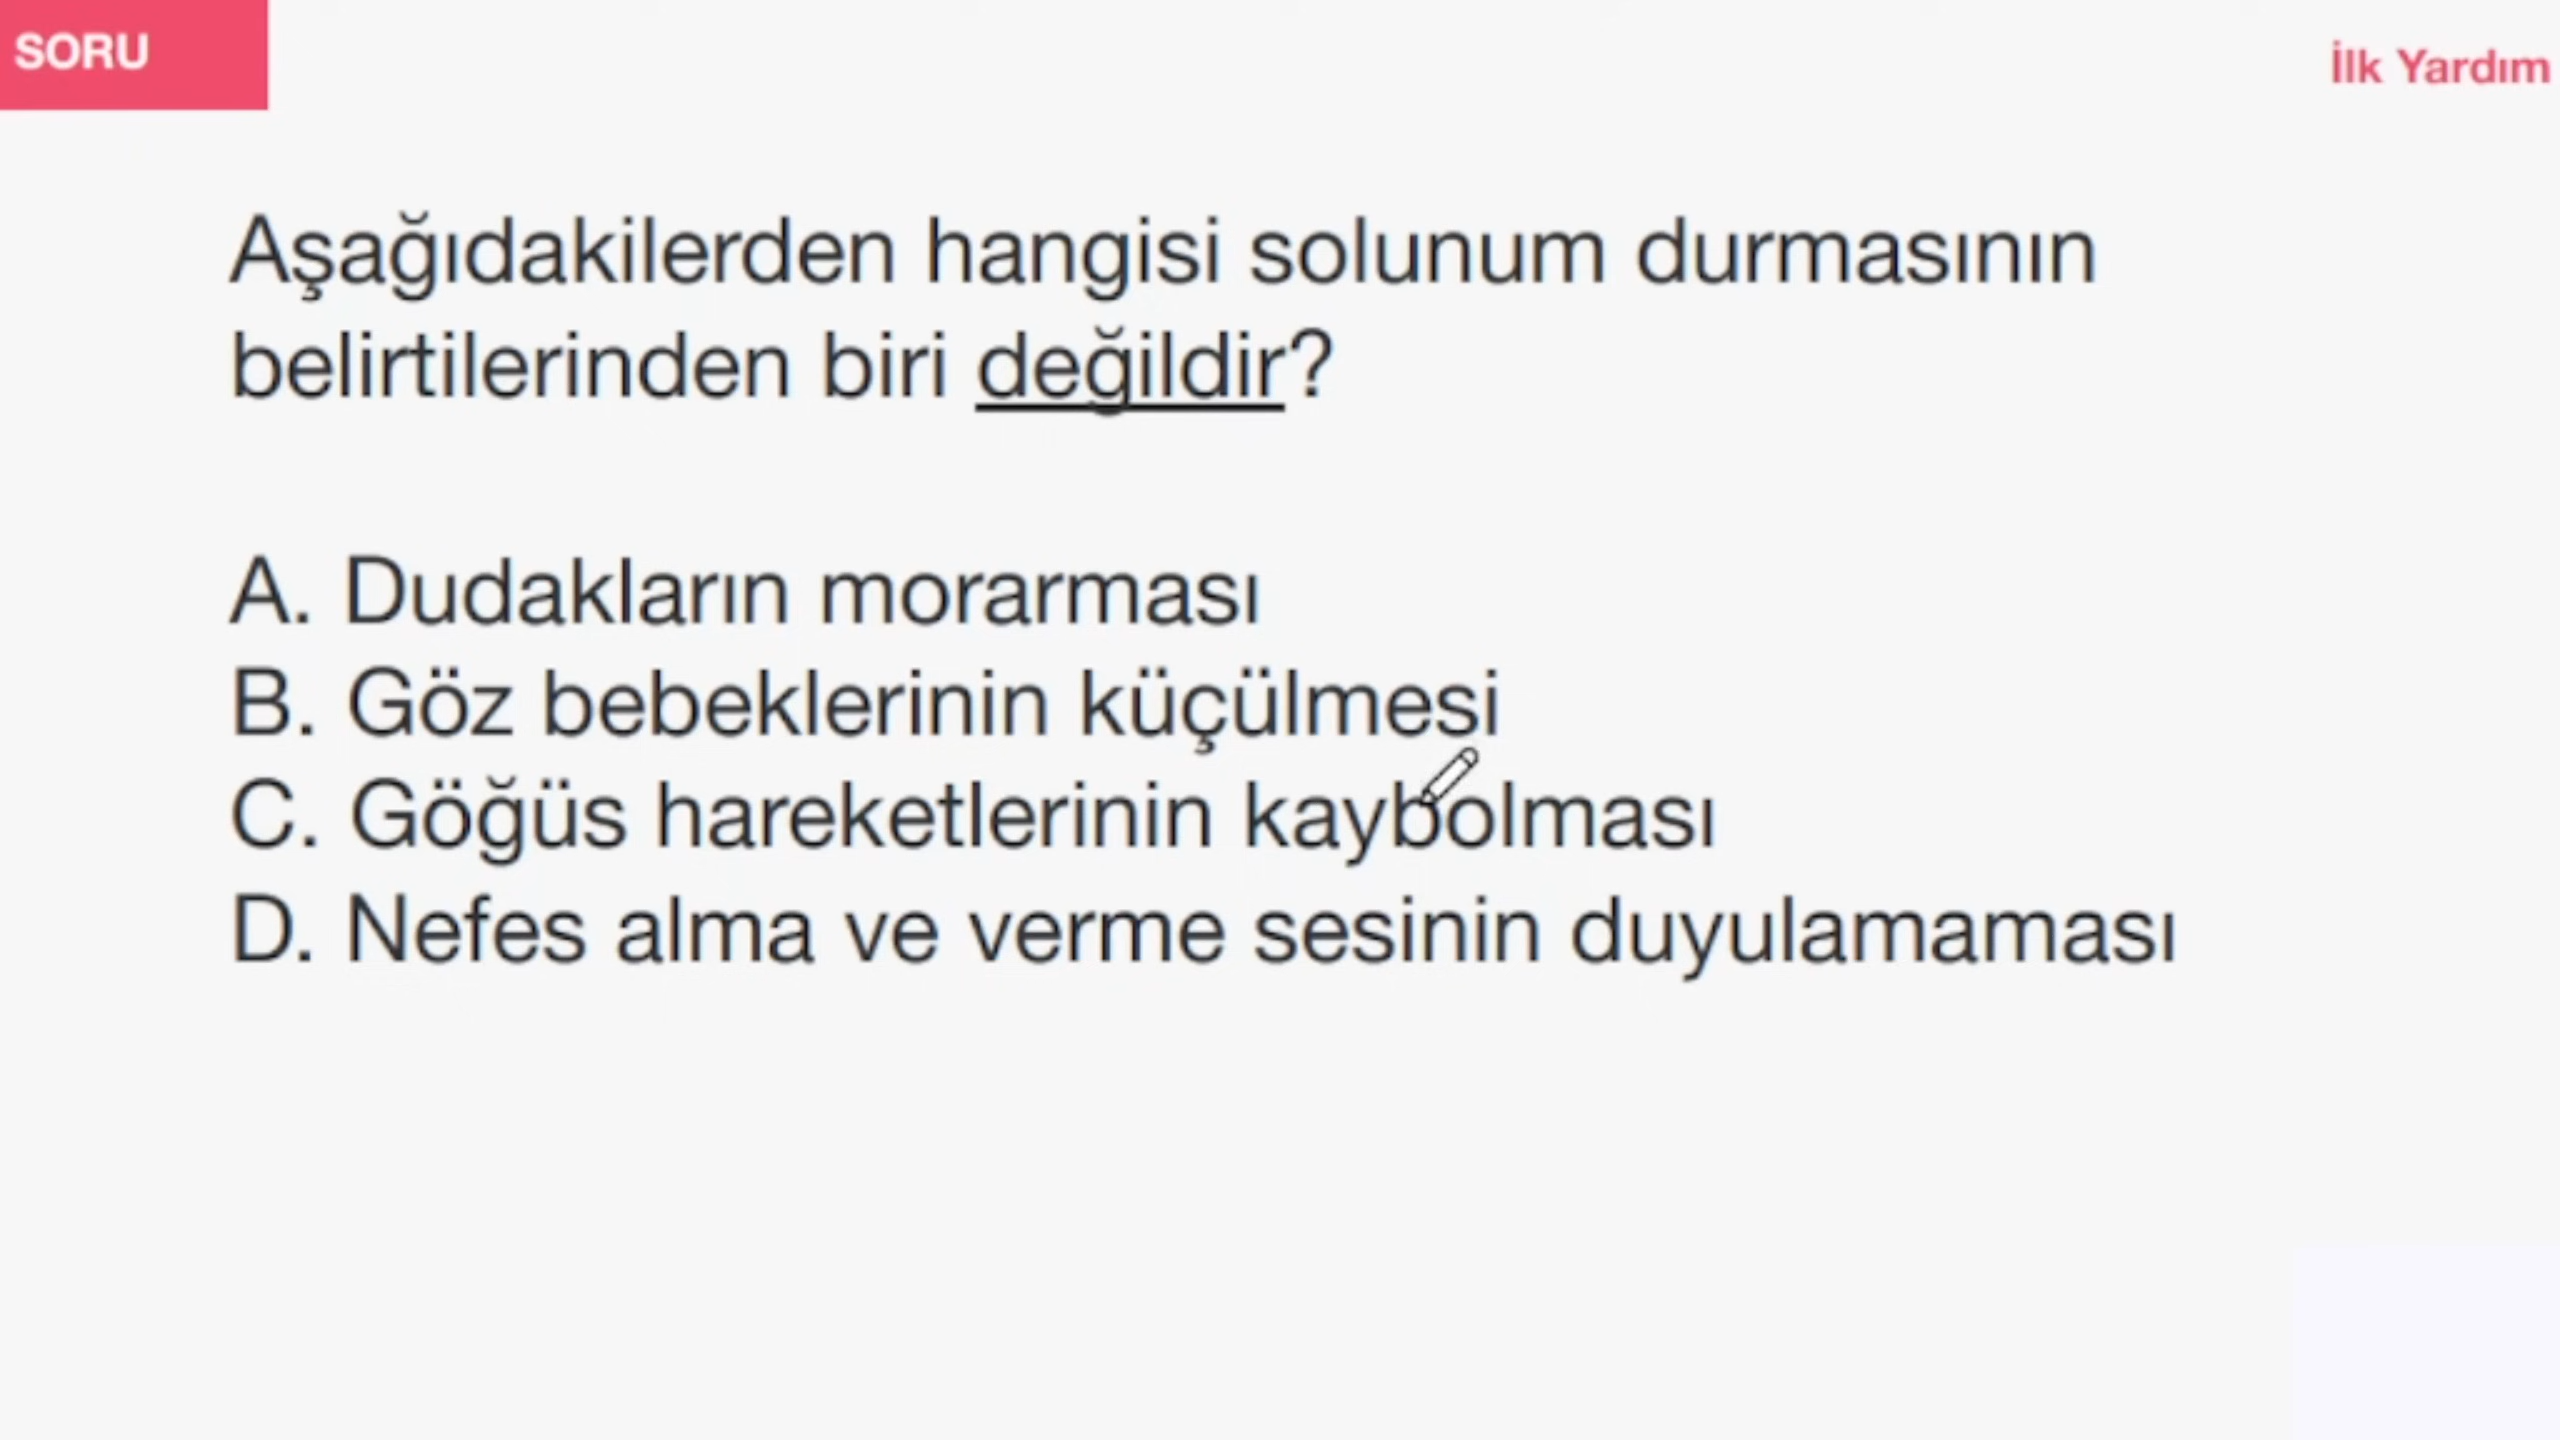 SORU
İlk Yardım
Aşağıdakilerden hangisi solunum durmasının
belirtilerinden biri değildir?
A. Dudakların morarması
B. Göz bebeklerinin küçülmesi
C. Göğüs hareketlerinin kaybolması
D. Nefes alma ve verme sesinin duyulamaması